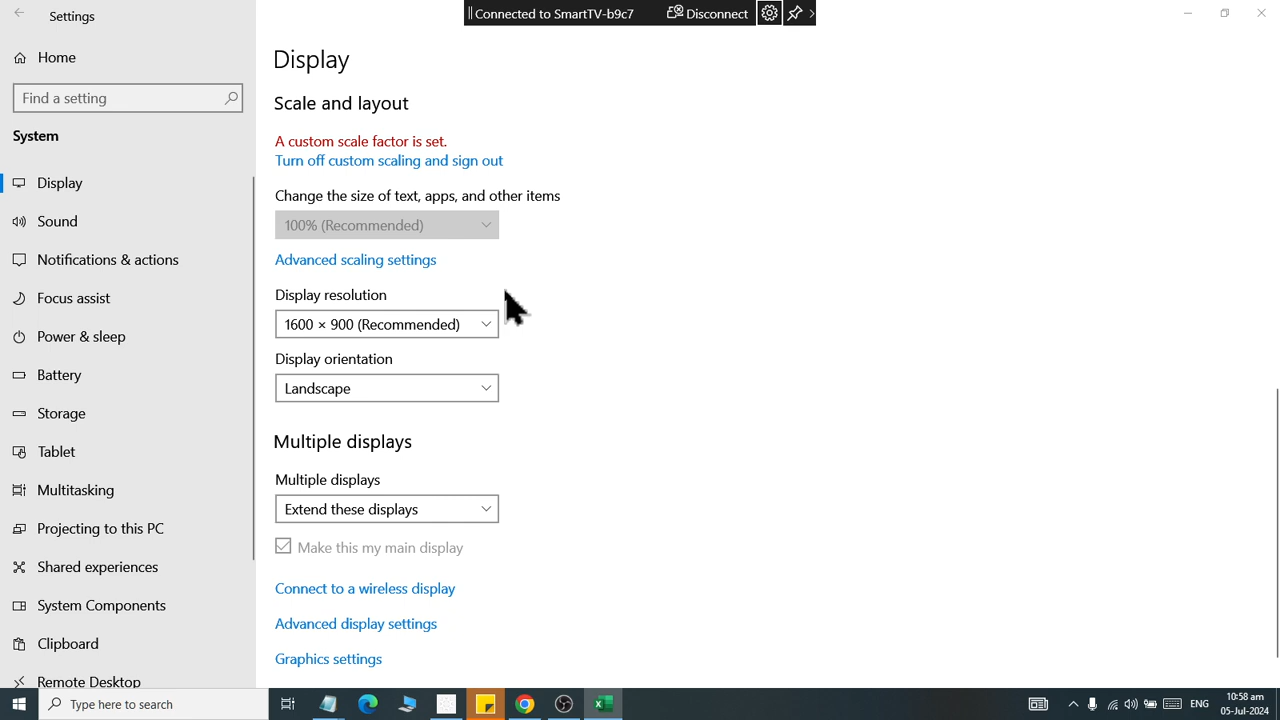 Settings
Connected to SmartTV-b9c7
Disconnect
Home
Find a setting
System
Display
Sound
Notifications & actions
Focus assist
Power & sleep
Battery
Storage
Tablet
Multitasking
Projecting to this PC
Shared experiences
System Components
Clipboard
Remote Desktop
Display
Scale and layout
A custom scale factor is set.
Turn off custom scaling and sign out
Change the size of text, apps, and other items
100% (Recommended)
Advanced scaling settings
Display resolution
1600 × 900 (Recommended)
Display orientation
Landscape
Multiple displays
Multiple displays
Extend these displays
Make this my main display
Connect to a wireless display
Advanced display settings
Graphics settings
Type here to search
ENG
10:58 am
05-Jul-2024